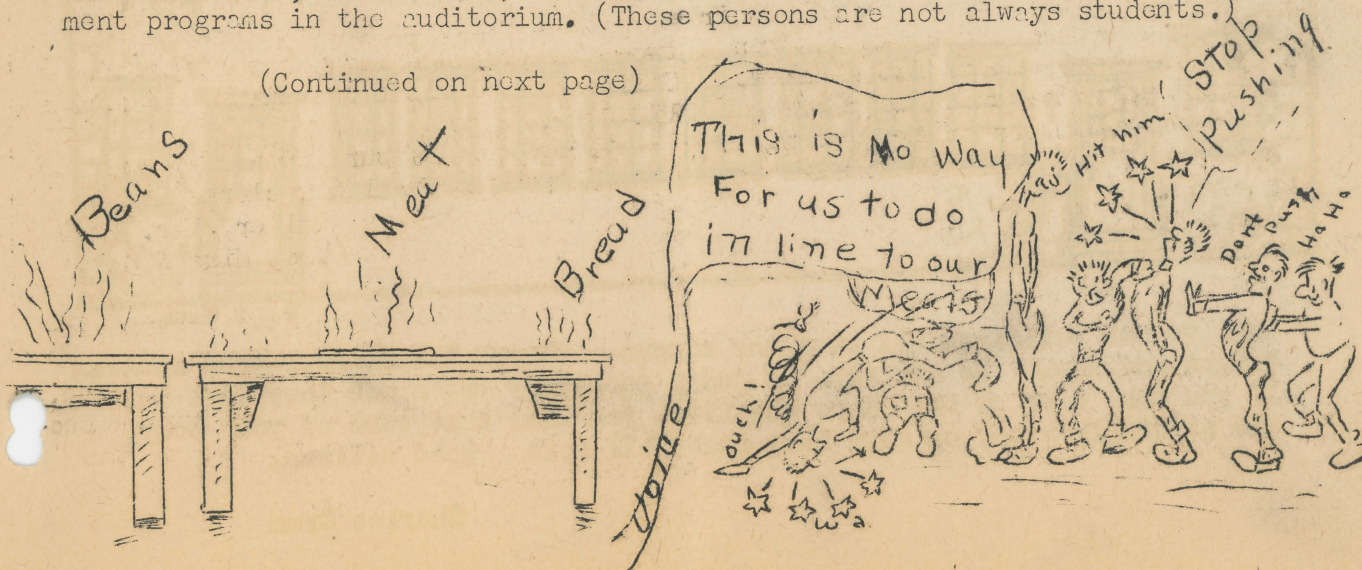 ment programs in the auditorium. (These persons are not always students.)
(Continued on next page)
Beans
Meat
Bread
This is No Way
For us to do
in line to our
Meals
Voice
Ouch!
Hit him!
Stop
Pushing
Dont
push
Ha Ha